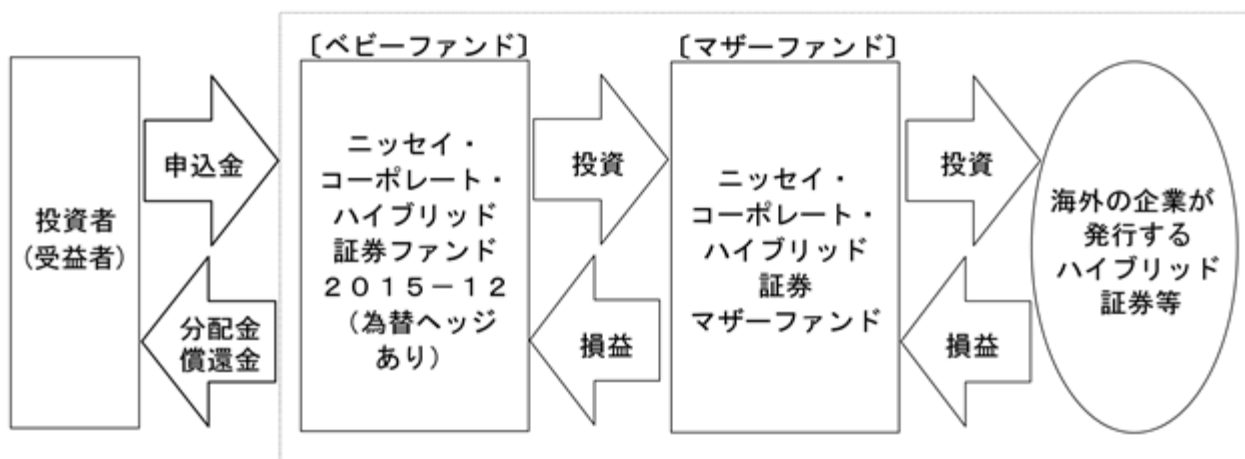 〔ベビーファンド〕
〔マザーファンド〕
投資者
(受益者)
申込金
分配金
償還金
ニッセイ・
コーポレート・
ハイブリッド
証券ファンド
２０１５－１２
(為替ヘッジ
あり)
投資
損益
ニッセイ・
コーポレート・
ハイブリッド
証券
マザーファンド
投資
損益
海外の企業が
発行する
ハイブリッド
証券等